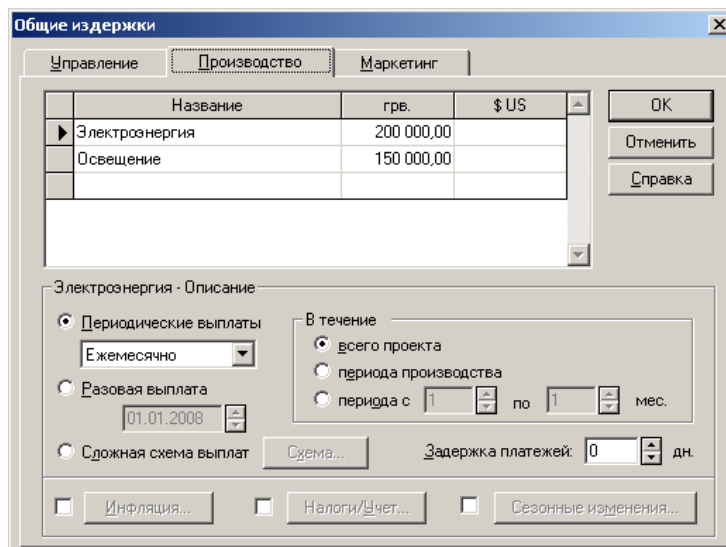 Общие издержки
Управление Производство Маркетинг
Название грв. $ US
Электроэнергия 200 000,00
Освещение 150 000,00
OK
Отменить
Справка
Электроэнергия - Описание
Периодические выплаты
Ежемесячно
Разовая выплата
01.01.2008
Сложная схема выплат Схема...
В течение
всего проекта
периода производства
периода с 1 по 1 мес.
Задержка платежей: 0 дн.
Инфляция... Налоги/Учет... Сезонные изменения...